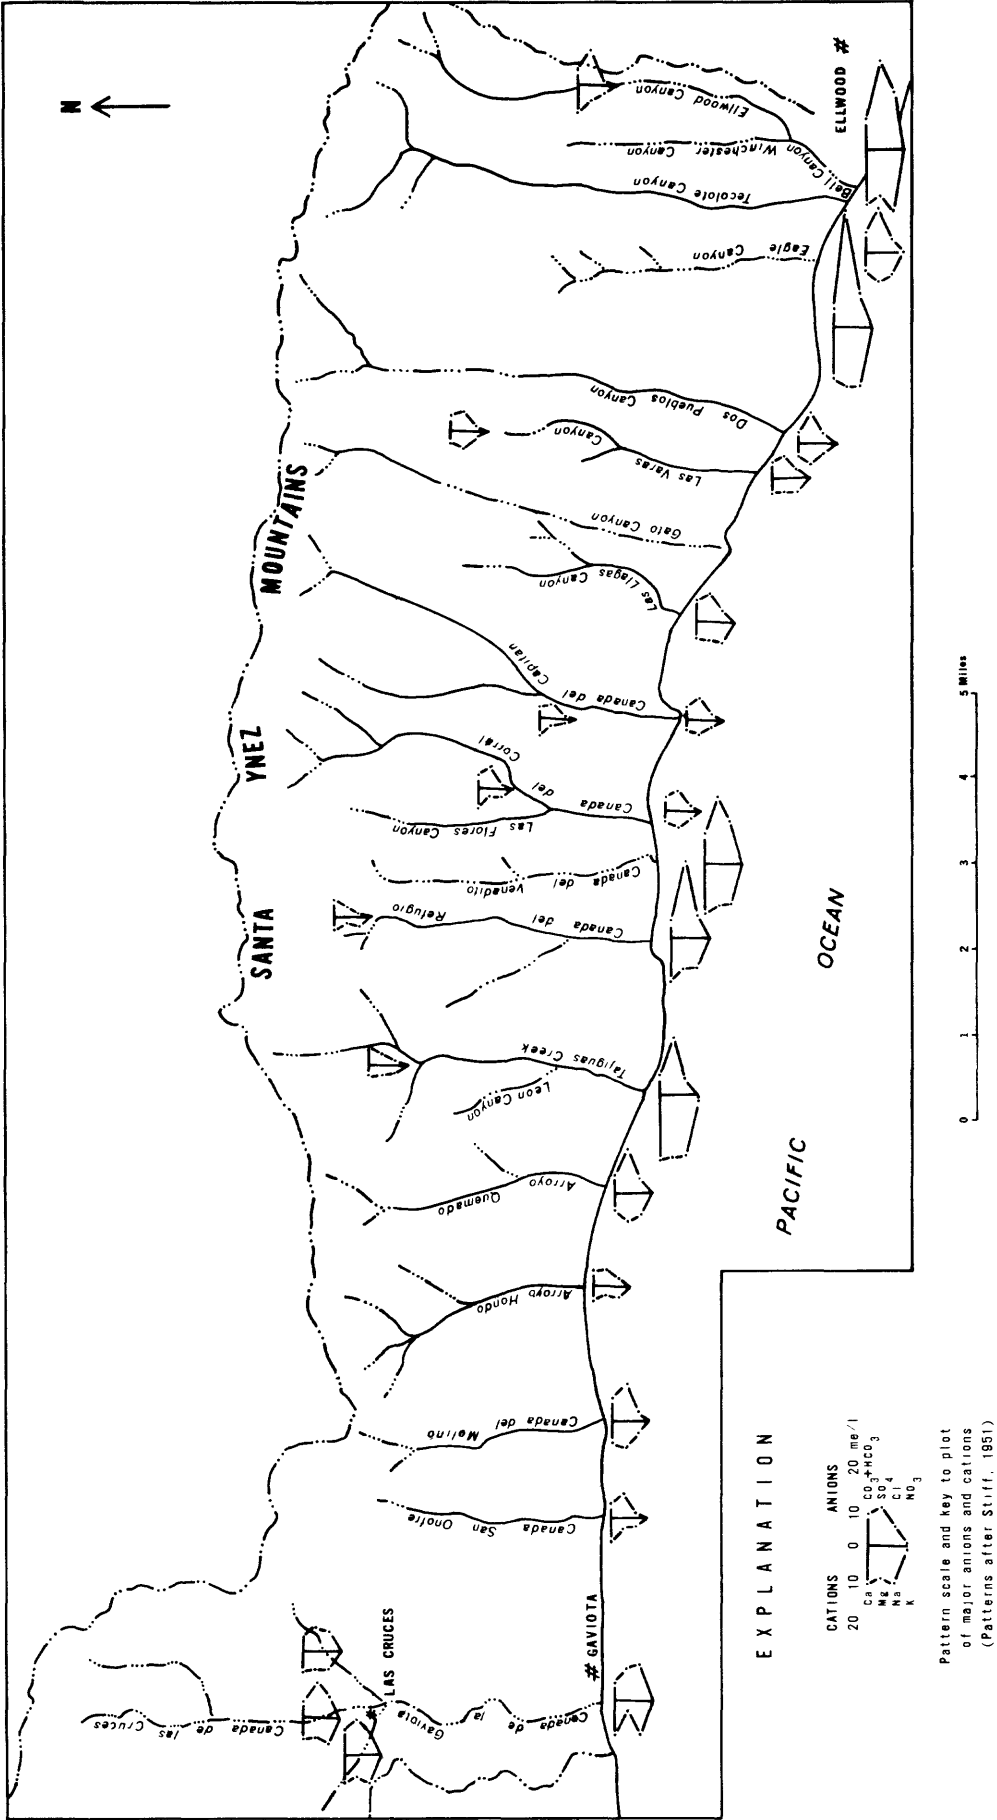 N
SANTA YNEZ MOUNTAINS
Canada de las Cruces
# LAS CRUCES
Canada de la Gaviota
# GAVIOTA
Canada San Onofre
Canada del Molino
Arroyo Hondo
Arroyo Quemado
Leon Canyon
Tajiguas Creek
Canada del Refugio
Canada del Venadito
Las Flores Canyon
Canada del Corral
Canada del Capitan
Las Llagas Canyon
Gato Canyon
Las Varas Canyon
Dos Pueblos Canyon
Eagle Canyon
Tecolote Canyon
Winchester Canyon
Bell Canyon
Ellwood Canyon
ELLWOOD #
PACIFIC OCEAN
0 1 2 3 4 5 Miles
EXPLANATION
CATIONS ANIONS
20 10 0 10 20 me/l
Ca CO3+HCO3
Mg SO4
Na Cl
K NO3
Pattern scale and key to plot
of major anions and cations
(Patterns after Stiff, 1951)